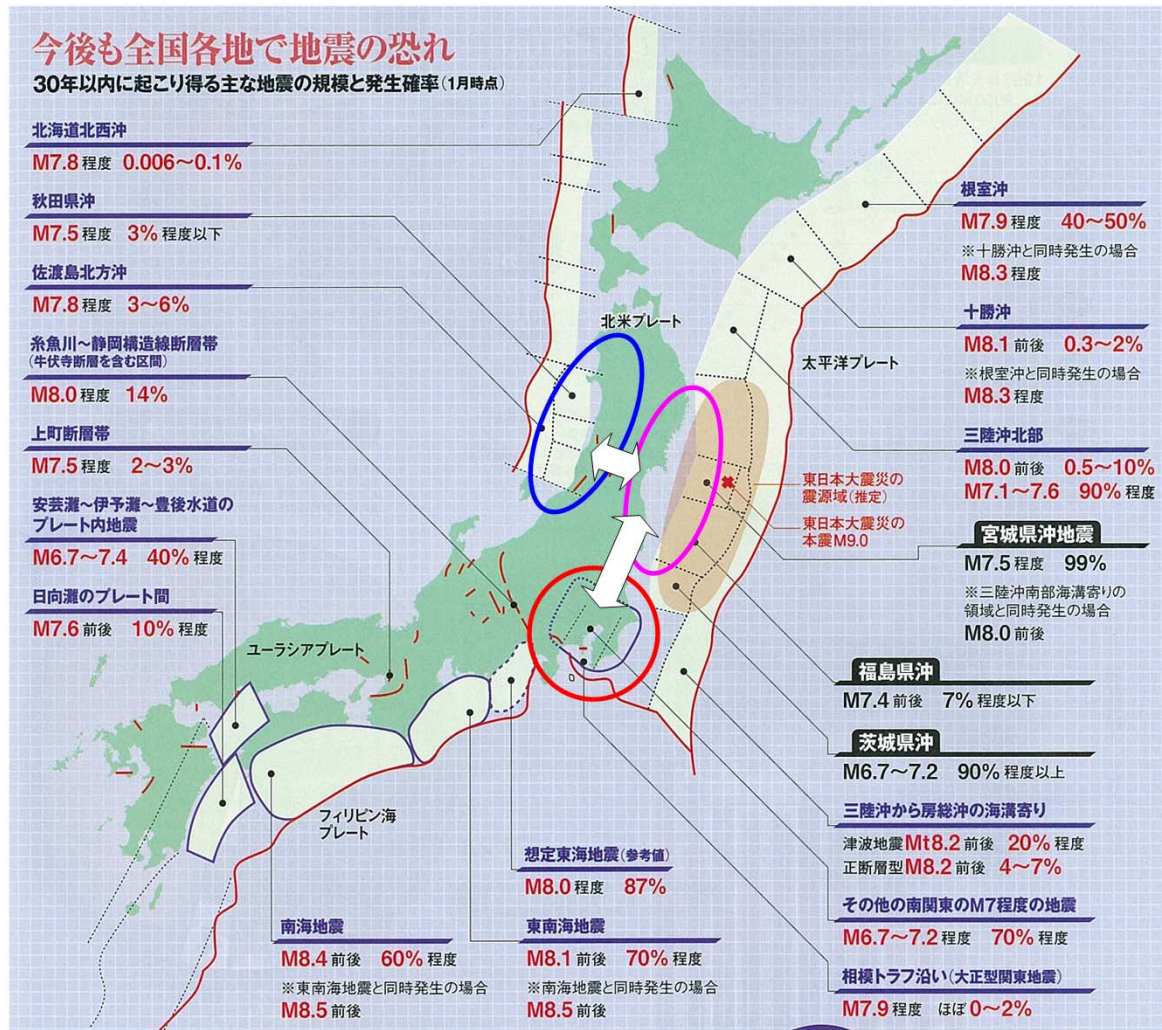 今後も全国各地で地震の恐れ
30年以内に起こり得る主な地震の規模と発生確率(1月時点)
北海道北西沖
M7.8程度 0.006〜0.1%
秋田県沖
M7.5程度 3%程度以下
佐渡島北方沖
M7.8程度 3〜6%
糸魚川〜静岡構造線断層帯
(牛伏寺断層を含む区間)
M8.0程度 14%
上町断層帯
M7.5程度 2〜3%
安芸灘〜伊予灘〜豊後水道の
プレート内地震
M6.7〜7.4 40%程度
日向灘のプレート間
M7.6前後 10%程度
ユーラシアプレート
フィリピン海
プレート
北米プレート
太平洋プレート
東日本大震災の
震源域(推定)
東日本大震災の
本震M9.0
南海地震
M8.4前後 60%程度
※東南海地震と同時発生の場合
M8.5前後
想定東海地震(参考値)
M8.0程度 87%
東南海地震
M8.1前後 70%程度
※南海地震と同時発生の場合
M8.5前後
根室沖
M7.9程度 40〜50%
※十勝沖と同時発生の場合
M8.3程度
十勝沖
M8.1前後 0.3〜2%
※根室沖と同時発生の場合
M8.3程度
三陸沖北部
M8.0前後 0.5〜10%
M7.1〜7.6 90%程度
宮城県沖地震
M7.5程度 99%
※三陸沖南部海溝寄りの
領域と同時発生の場合
M8.0前後
福島県沖
M7.4前後 7%程度以下
茨城県沖
M6.7〜7.2 90%程度以上
三陸沖から房総沖の海溝寄り
津波地震Mt8.2前後 20%程度
正断層型M8.2前後 4〜7%
その他の南関東のM7程度の地震
M6.7〜7.2程度 70%程度
相模トラフ沿い(大正型関東地震)
M7.9程度 ほぼ0〜2%